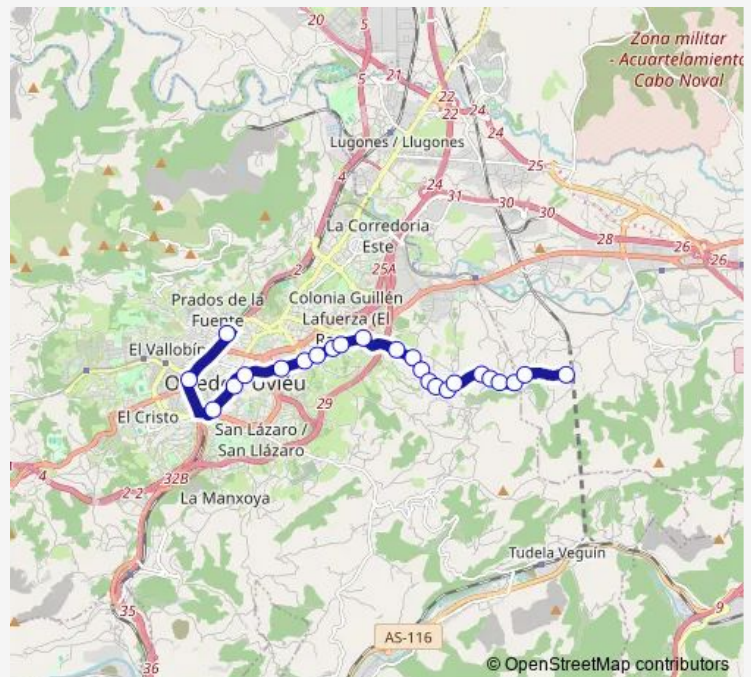 20
5
Zona militar
- Acuartelamiento
Cabo Noval
5
21
22
22
24
24
Lugones / Llugones
25
4
24
31
30
30
La Corredoria
Este
28
26
26
25A
2
Prados de la
Fuente
Colonia Guillén
Lafuerza (El
El Vallobín
El Cristo
29
San Lázaro /
San Llázaro
4
2-2
32B
La Manxoya
Tudela Veguín
35
9
AS-116
36
© OpenStreetMap contributors